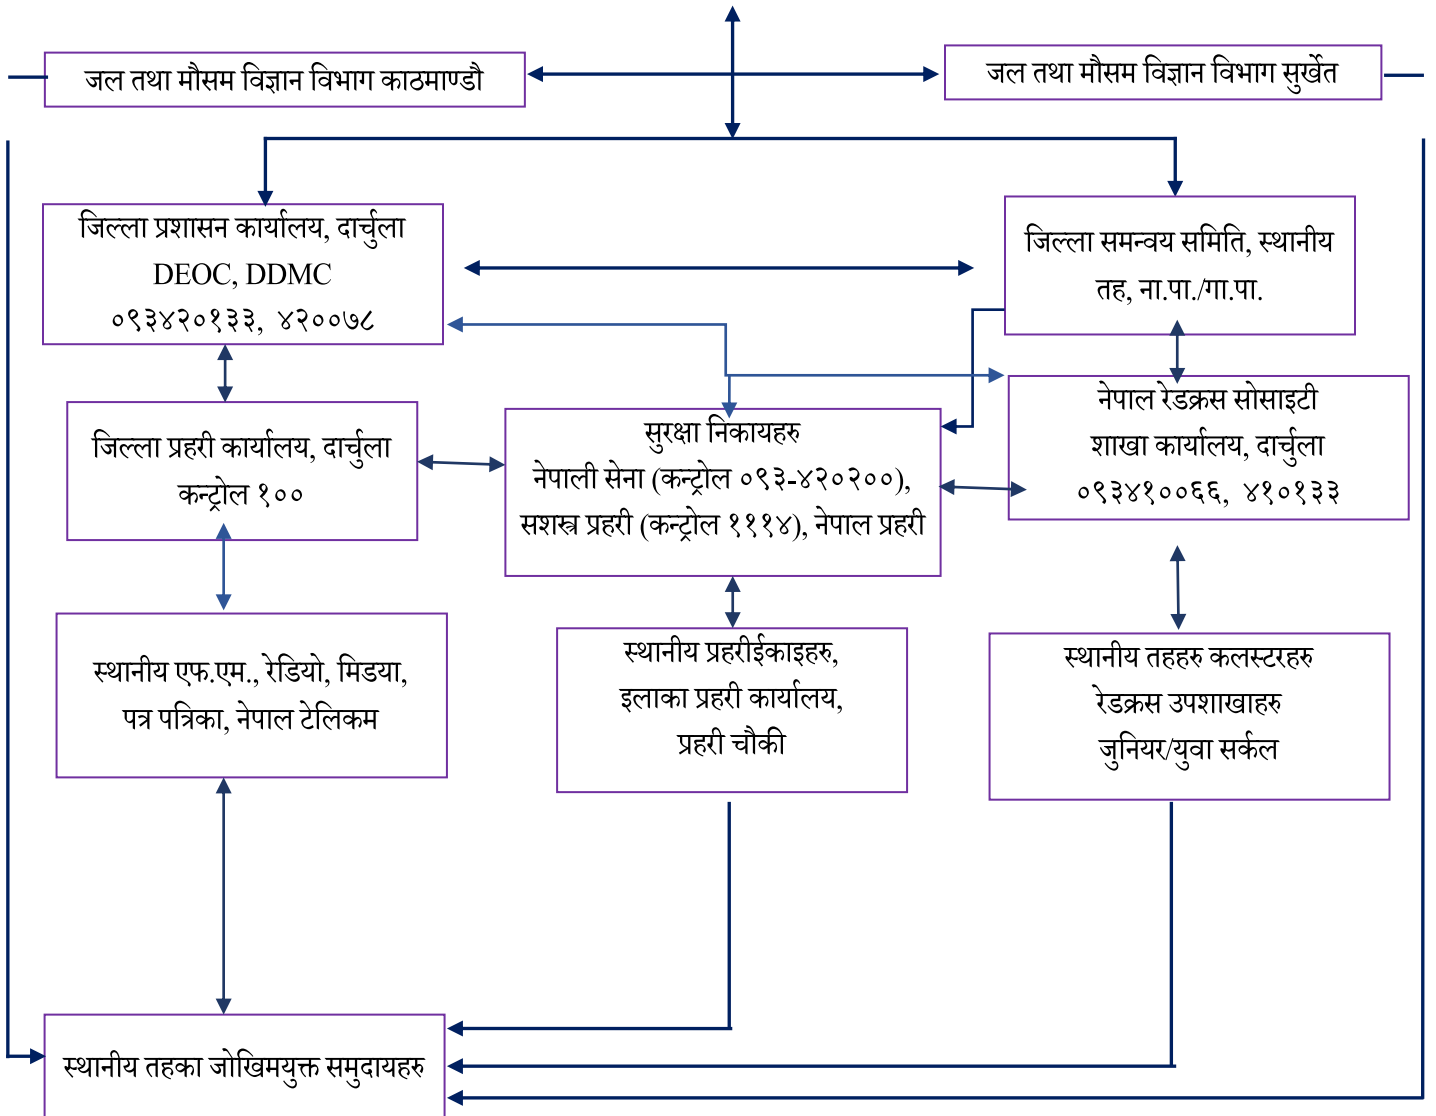 जल तथा मौसम विज्ञान विभाग काठमाण्डौ
जल तथा मौसम विज्ञान विभाग सुर्खेत
जिल्ला प्रशासन कार्यालय, दार्चुला
DEOC, DDMC
०९३४२०१३३, ४२००७८
जिल्ला समन्वय समिति, स्थानीय
तह, ना.पा./गा.पा.
जिल्ला प्रहरी कार्यालय, दार्चुला
कन्ट्रोल १००
सुरक्षा निकायहरु
नेपाली सेना (कन्ट्रोल ०९३-४२०२००),
सशस्त्र प्रहरी (कन्ट्रोल १११४), नेपाल प्रहरी
नेपाल रेडक्रस सोसाइटी
शाखा कार्यालय, दार्चुला
०९३४१००६६, ४१०१३३
स्थानीय एफ.एम., रेडियो, मिडया,
पत्र पत्रिका, नेपाल टेलिकम
स्थानीय प्रहरीईकाइहरु,
इलाका प्रहरी कार्यालय,
प्रहरी चौकी
स्थानीय तहहरु कलस्टरहरु
रेडक्रस उपशाखाहरु
जुनियर/युवा सर्कल
स्थानीय तहका जोखिमयुक्त समुदायहरु